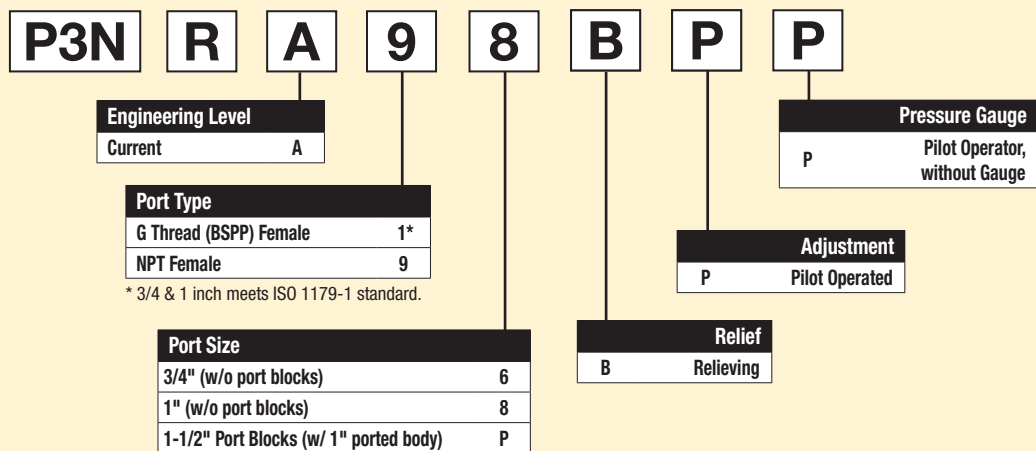 P3N R A 9 8 B P P
Engineering Level
Current A
Port Type
G Thread (BSPP) Female 1*
NPT Female 9
* 3/4 & 1 inch meets ISO 1179-1 standard.
Port Size
3/4" (w/o port blocks) 6
1" (w/o port blocks) 8
1-1/2" Port Blocks (w/ 1" ported body) P
Relief
B Relieving
Adjustment
P Pilot Operated
Pressure Gauge
P Pilot Operator,
without Gauge